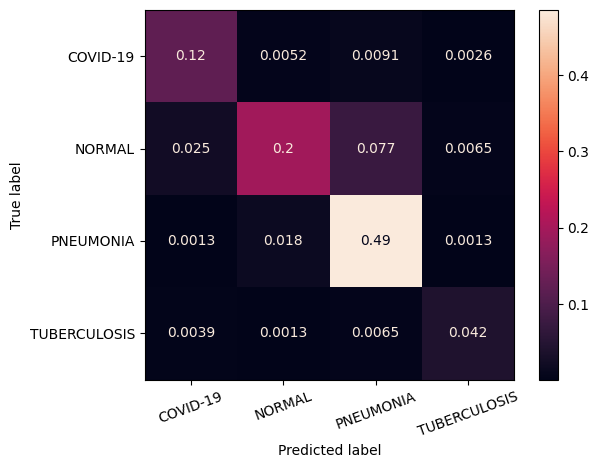 COVID-19 0.12 0.0052 0.0091 0.0026
NORMAL 0.025 0.2 0.077 0.0065
PNEUMONIA 0.0013 0.018 0.49 0.0013
TUBERCULOSIS 0.0039 0.0013 0.0065 0.042
COVID-19 NORMAL PNEUMONIA TUBERCULOSIS
Predicted label
True label
0.4
0.3
0.2
0.1